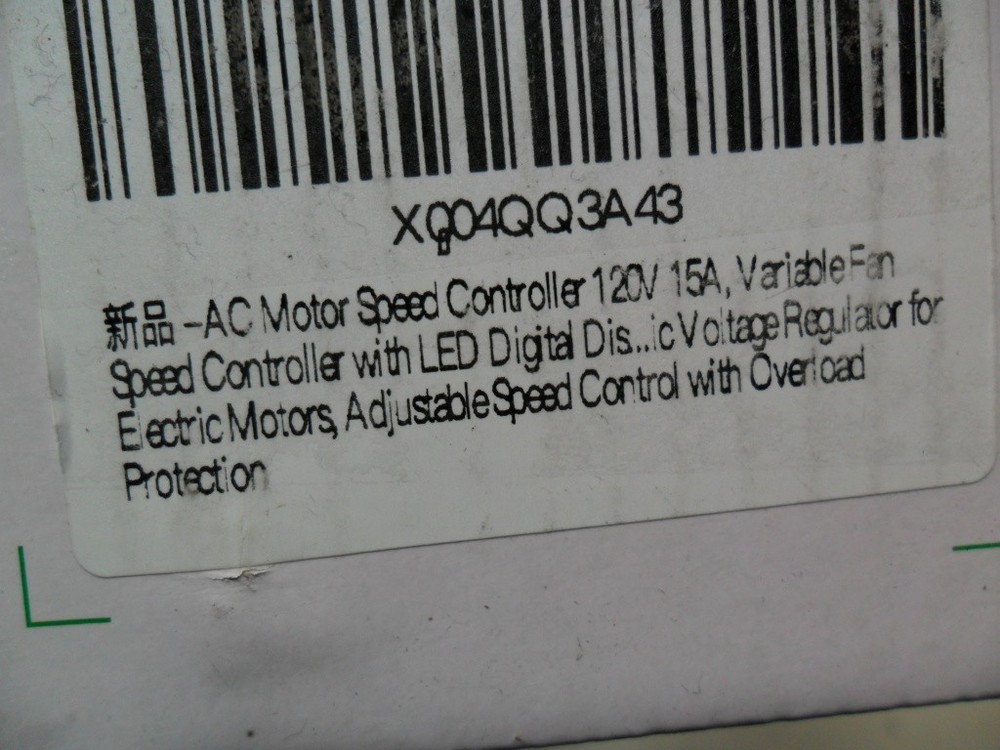 X004QQ3A43
新品 -AC Motor Speed Controller 120V 15A, Variable Fan
Speed Controller with LED Digital Dis...ic Voltage Regulator for
Electric Motors, Adjustable Speed Control with Overload
Protection